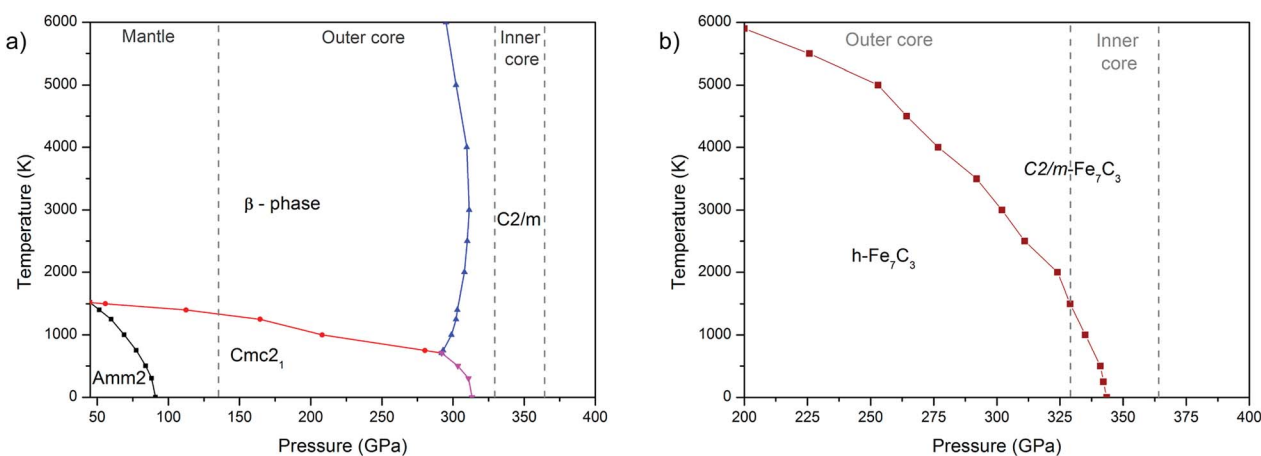 a)
6000
5000
4000
3000
2000
1000
0
Temperature (K)
Mantle
Outer core
Inner
core
β - phase
C2/m
Cmc2₁
Amm2
50 100 150 200 250 300 350 400
Pressure (GPa)
b)
6000
5000
4000
3000
2000
1000
0
Temperature (K)
Outer core
Inner
core
C2/m-Fe₇C₃
h-Fe₇C₃
200 225 250 275 300 325 350 375 400
Pressure (GPa)